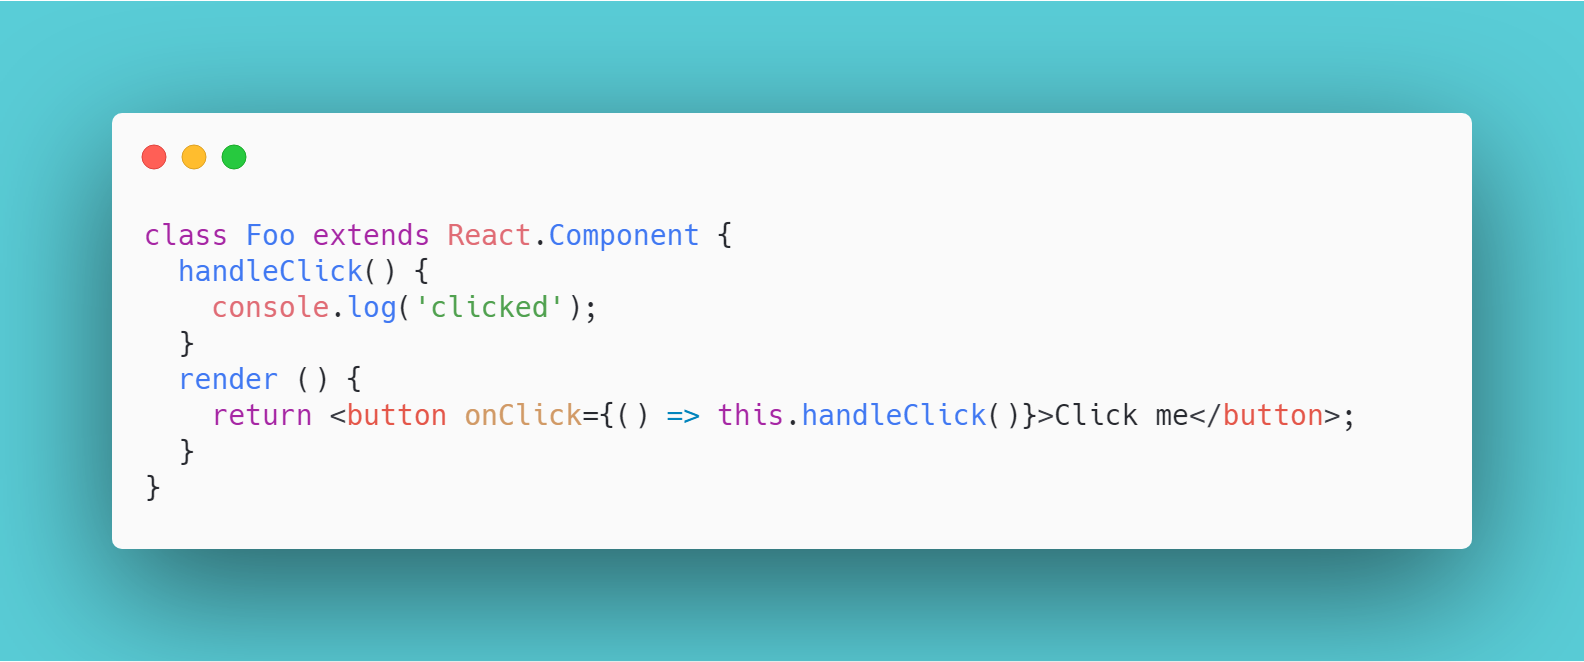 class Foo extends React.Component {
  handleClick() {
    console.log('clicked');
  }
  render () {
    return <button onClick={() => this.handleClick()}>Click me</button>;
  }
}